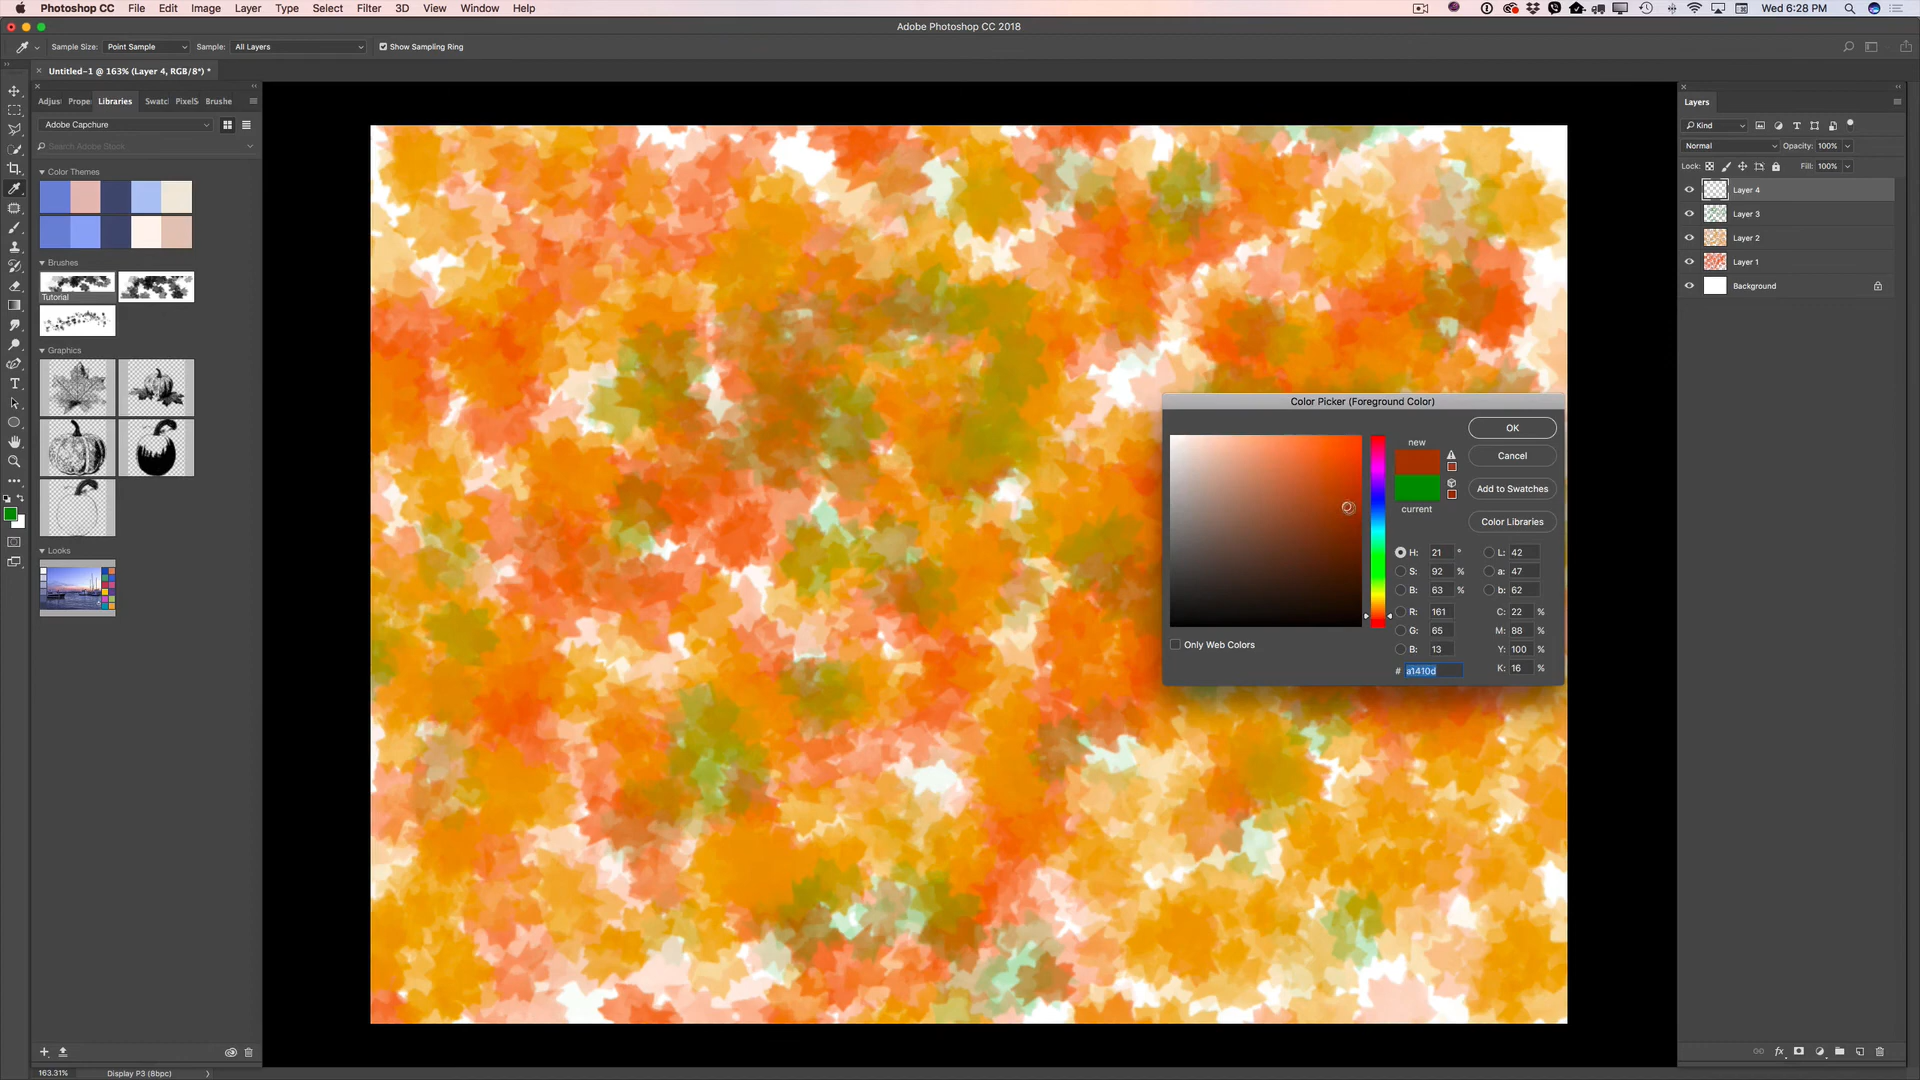 Photoshop CC File Edit Image Layer Type Select Filter 3D View Window Help Wed 6:28 PM
Adobe Photoshop CC 2018
Sample Size: Point Sample Sample: All Layers Show Sampling Ring
Untitled-1 @ 163% (Layer 4, RGB/8*) *
Adjus Prope Libraries Swatc PixelS Brushe
Adobe Capchure
Search Adobe Stock
Color Themes
Brushes
Tutorial
Graphics
Looks
163.31% Display P3 (8bpc)
Color Picker (Foreground Color)
new
current
OK
Cancel
Add to Swatches
Color Libraries
H: 21 °
S: 92 %
B: 63 %
R: 161
G: 65
B: 13
# a1410d
L: 42
a: 47
b: 62
C: 22 %
M: 88 %
Y: 100 %
K: 16 %
Only Web Colors
Layers
Kind
Normal Opacity: 100%
Lock: Fill: 100%
Layer 4
Layer 3
Layer 2
Layer 1
Background
fx